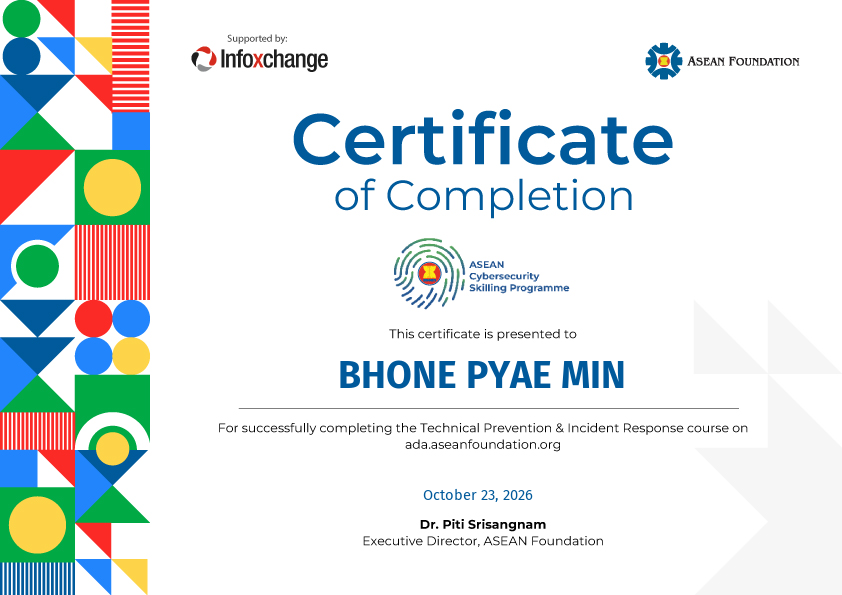 Supported by:
Infoxchange
ASEAN FOUNDATION
Certificate
of Completion
ASEAN
Cybersecurity
Skilling Programme
This certificate is presented to
BHONE PYAE MIN
For successfully completing the Technical Prevention & Incident Response course on
ada.aseanfoundation.org
October 23, 2026
Dr. Piti Srisangnam
Executive Director, ASEAN Foundation